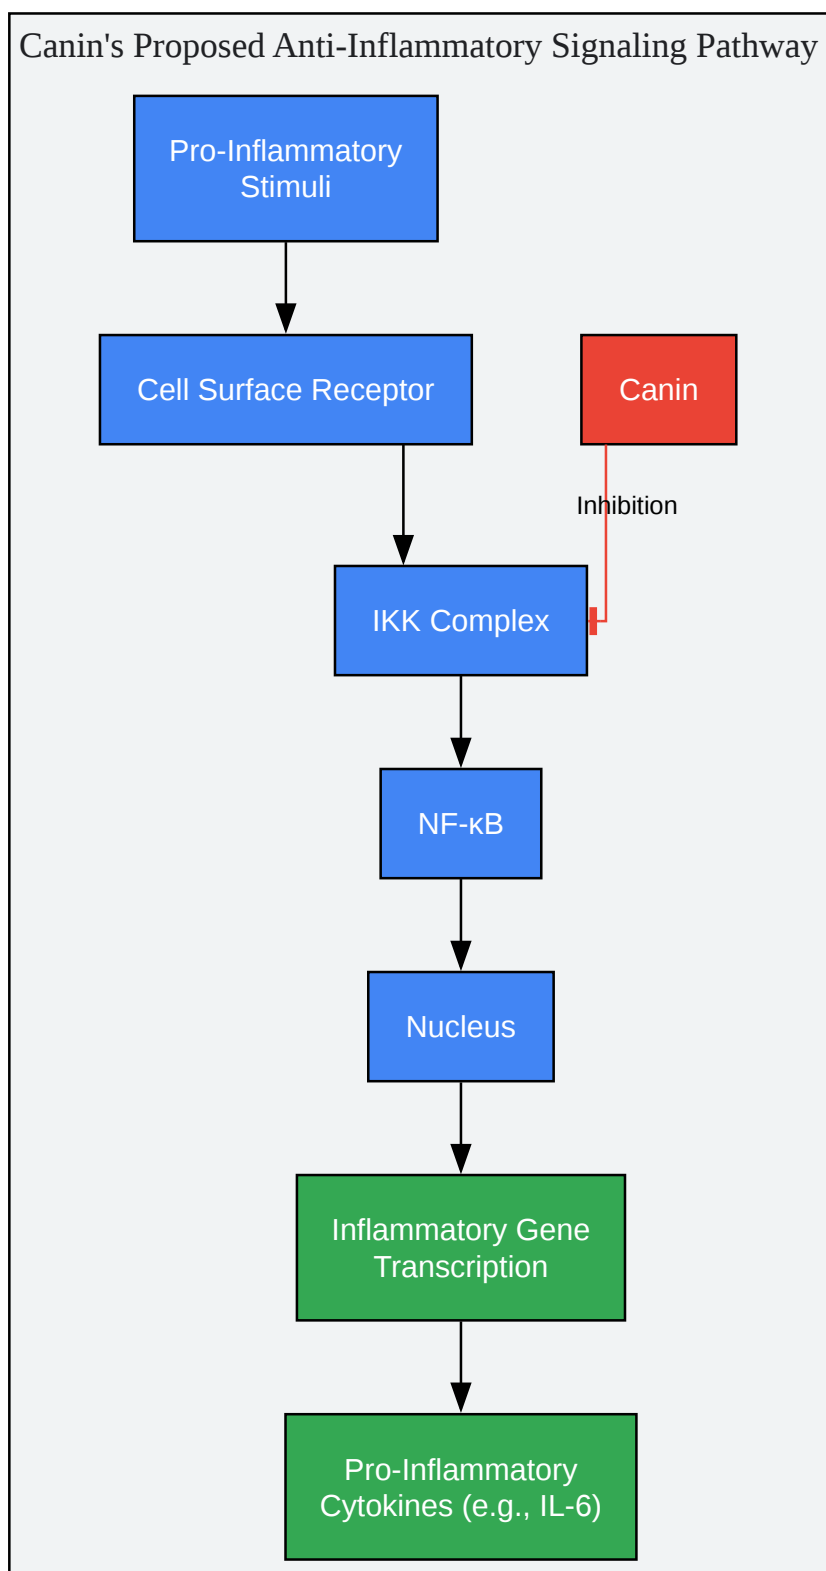 Canin's Proposed Anti-Inflammatory Signaling Pathway
Pro-Inflammatory
Stimuli
Cell Surface Receptor
Canin
Inhibition
IKK Complex
NF-κB
Nucleus
Inflammatory Gene
Transcription
Pro-Inflammatory
Cytokines (e.g., IL-6)